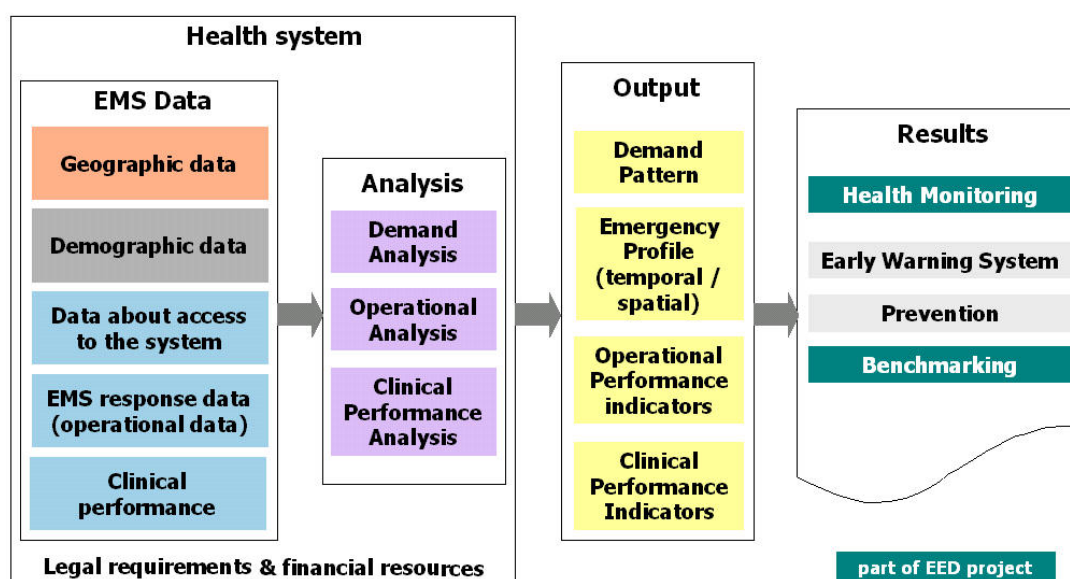 Health system
EMS Data
Geographic data
Demographic data
Data about access
to the system
EMS response data
(operational data)
Clinical
performance
Analysis
Demand
Analysis
Operational
Analysis
Clinical
Performance
Analysis
Legal requirements & financial resources
Output
Demand
Pattern
Emergency
Profile
(temporal /
spatial)
Operational
Performance
indicators
Clinical
Performance
Indicators
Results
Health Monitoring
Early Warning System
Prevention
Benchmarking
part of EED project